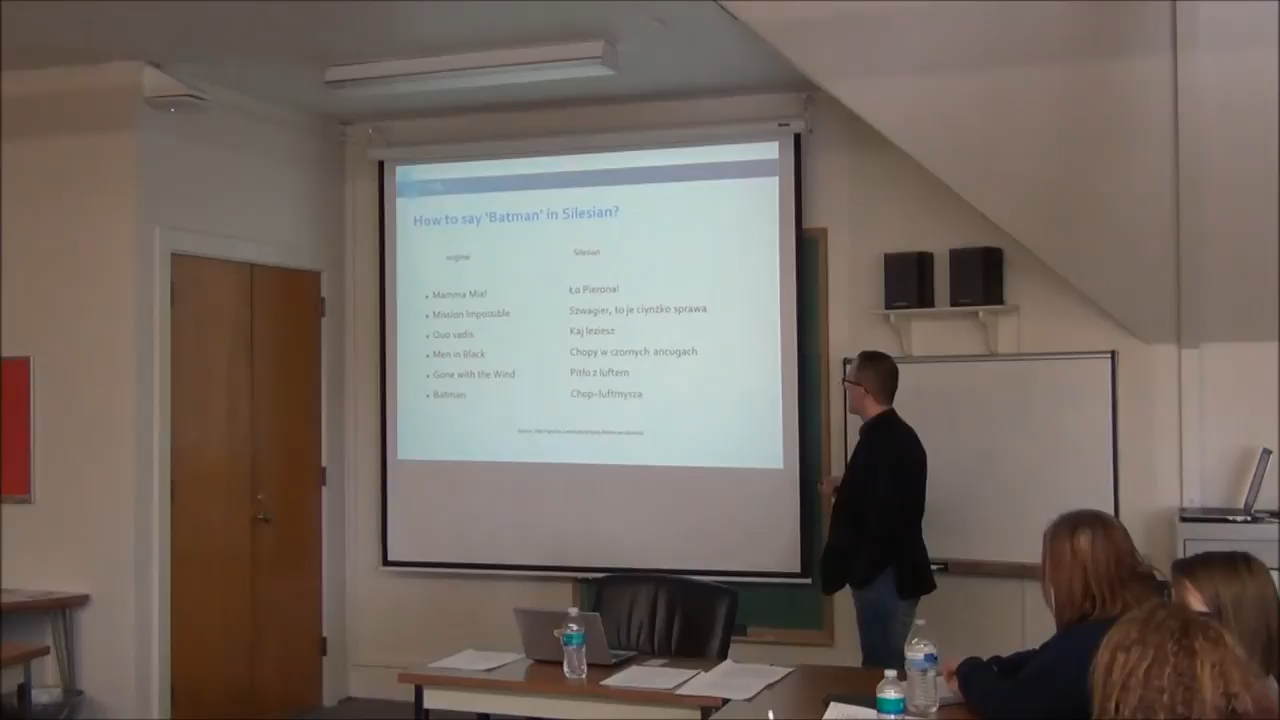 How to say 'Batman' in Silesian?
Silesian
• Mamma Mia! Ło Pierona!
• Mission Impossible Szwagier, to je ciynżko sprawa
• Quo vadis Kaj leziesz
• Men in Black Chopy w czornych ancugach
• Gone with the Wind Pitło z luftem
• Batman Chop-luftmysza